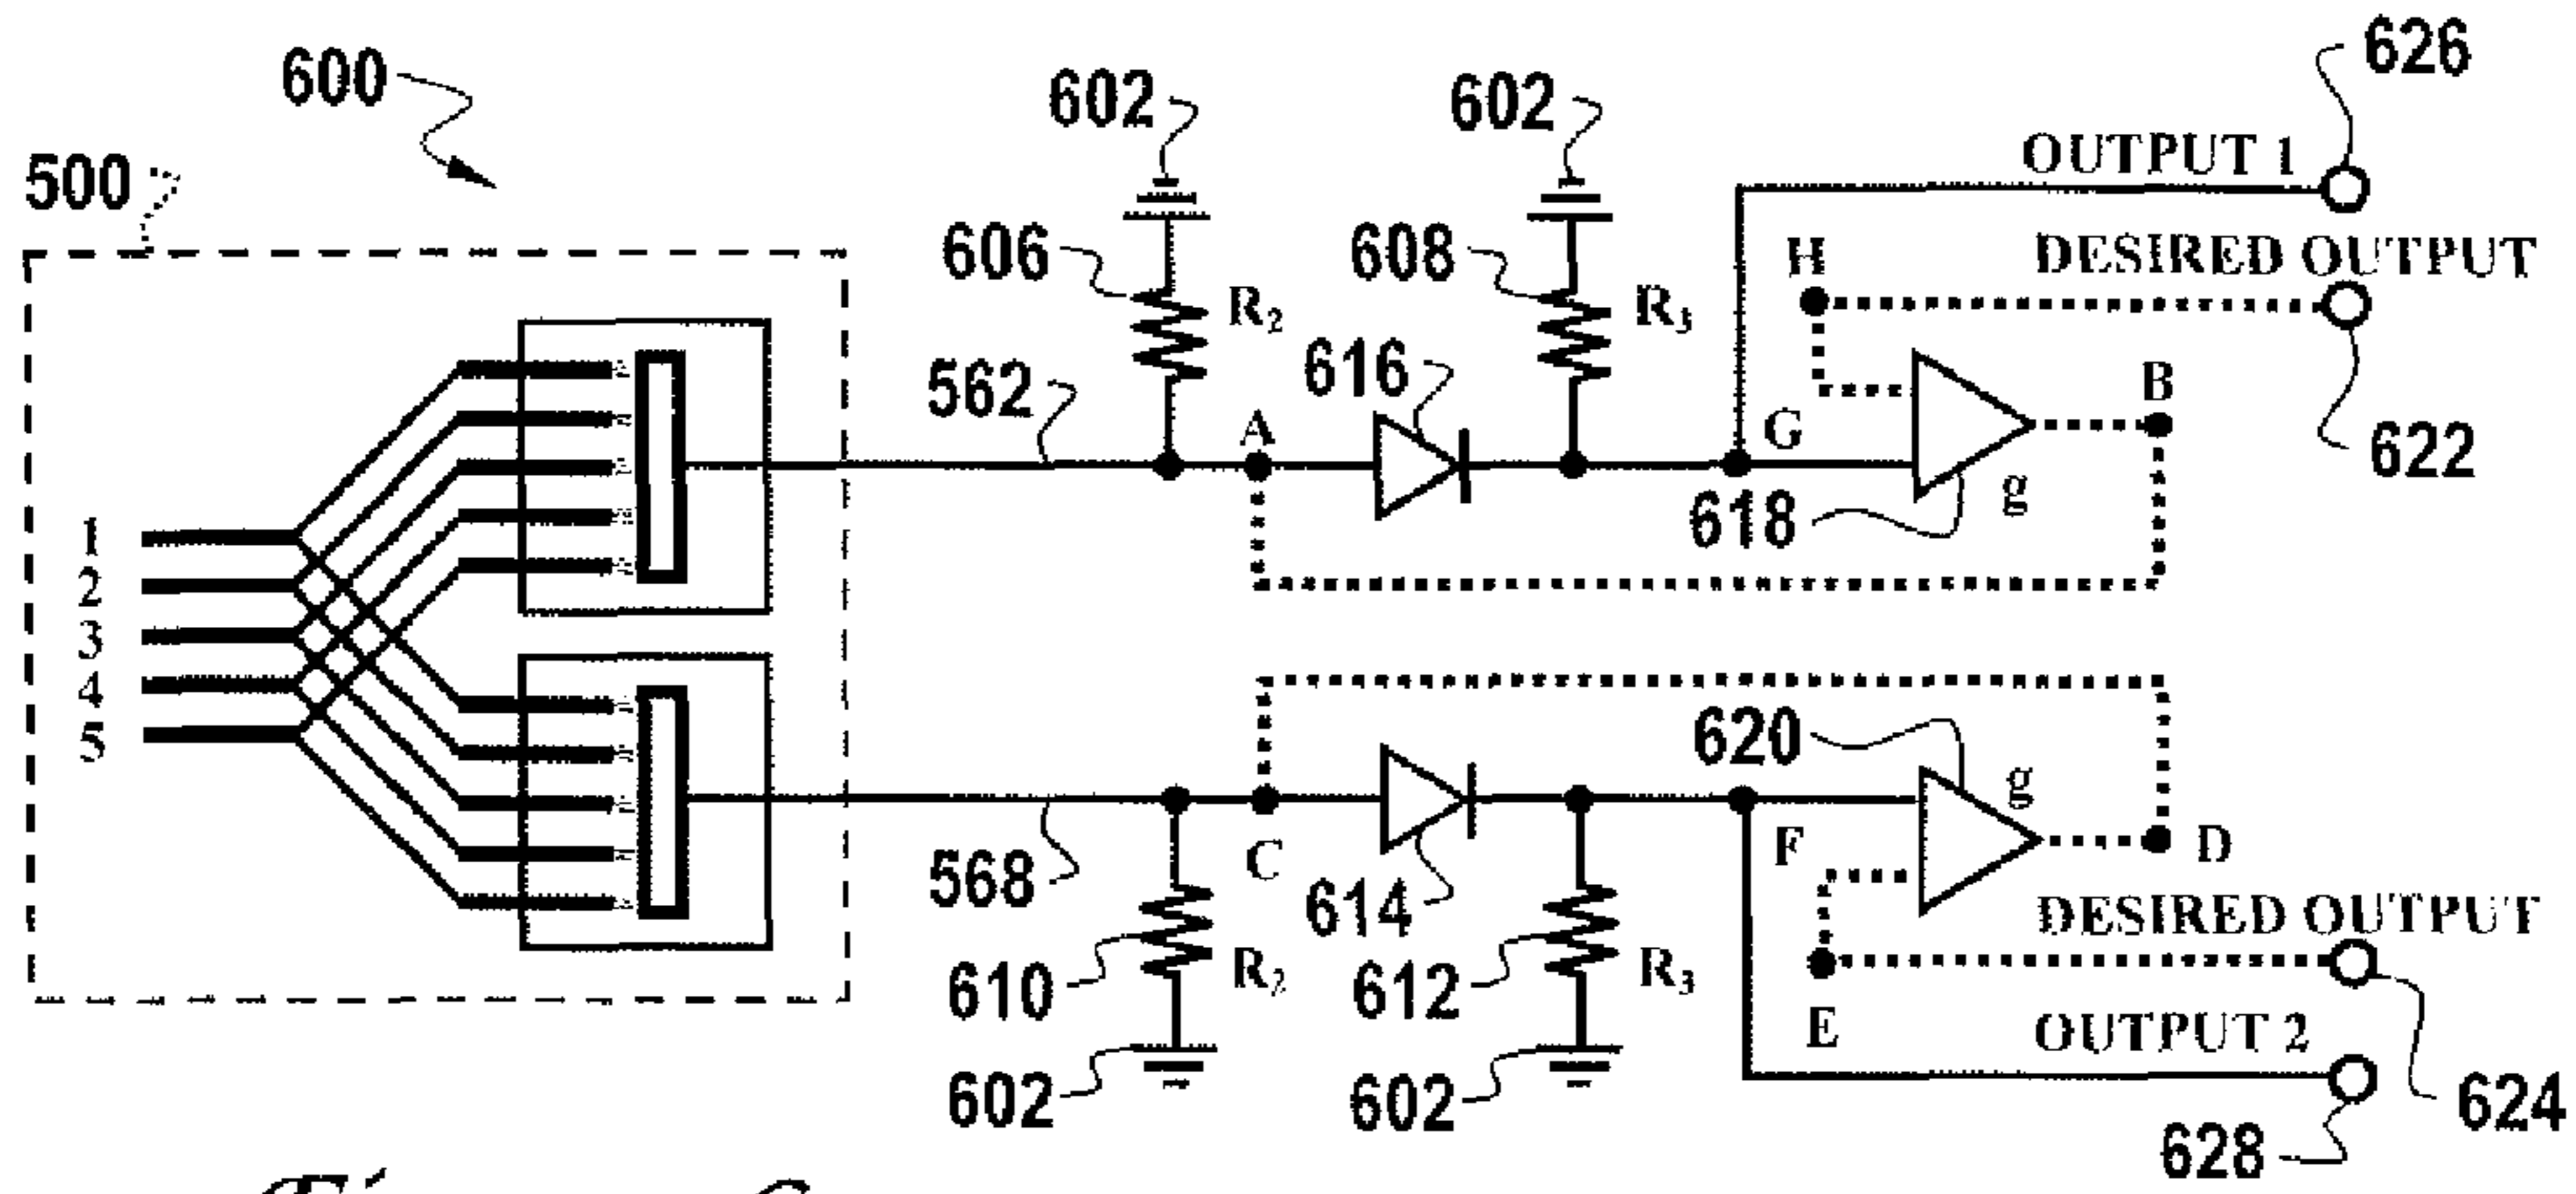 600
602
602
626
OUTPUT 1
500
606
R₂
608
R₃
H
DESIRED OUTPUT
562
616
A
G
B
622
618
g
1
2
3
4
5
620
g
568
C
614
F
D
DESIRED OUTPUT
610
R₂
612
R₃
E
OUTPUT 2
602
602
624
628